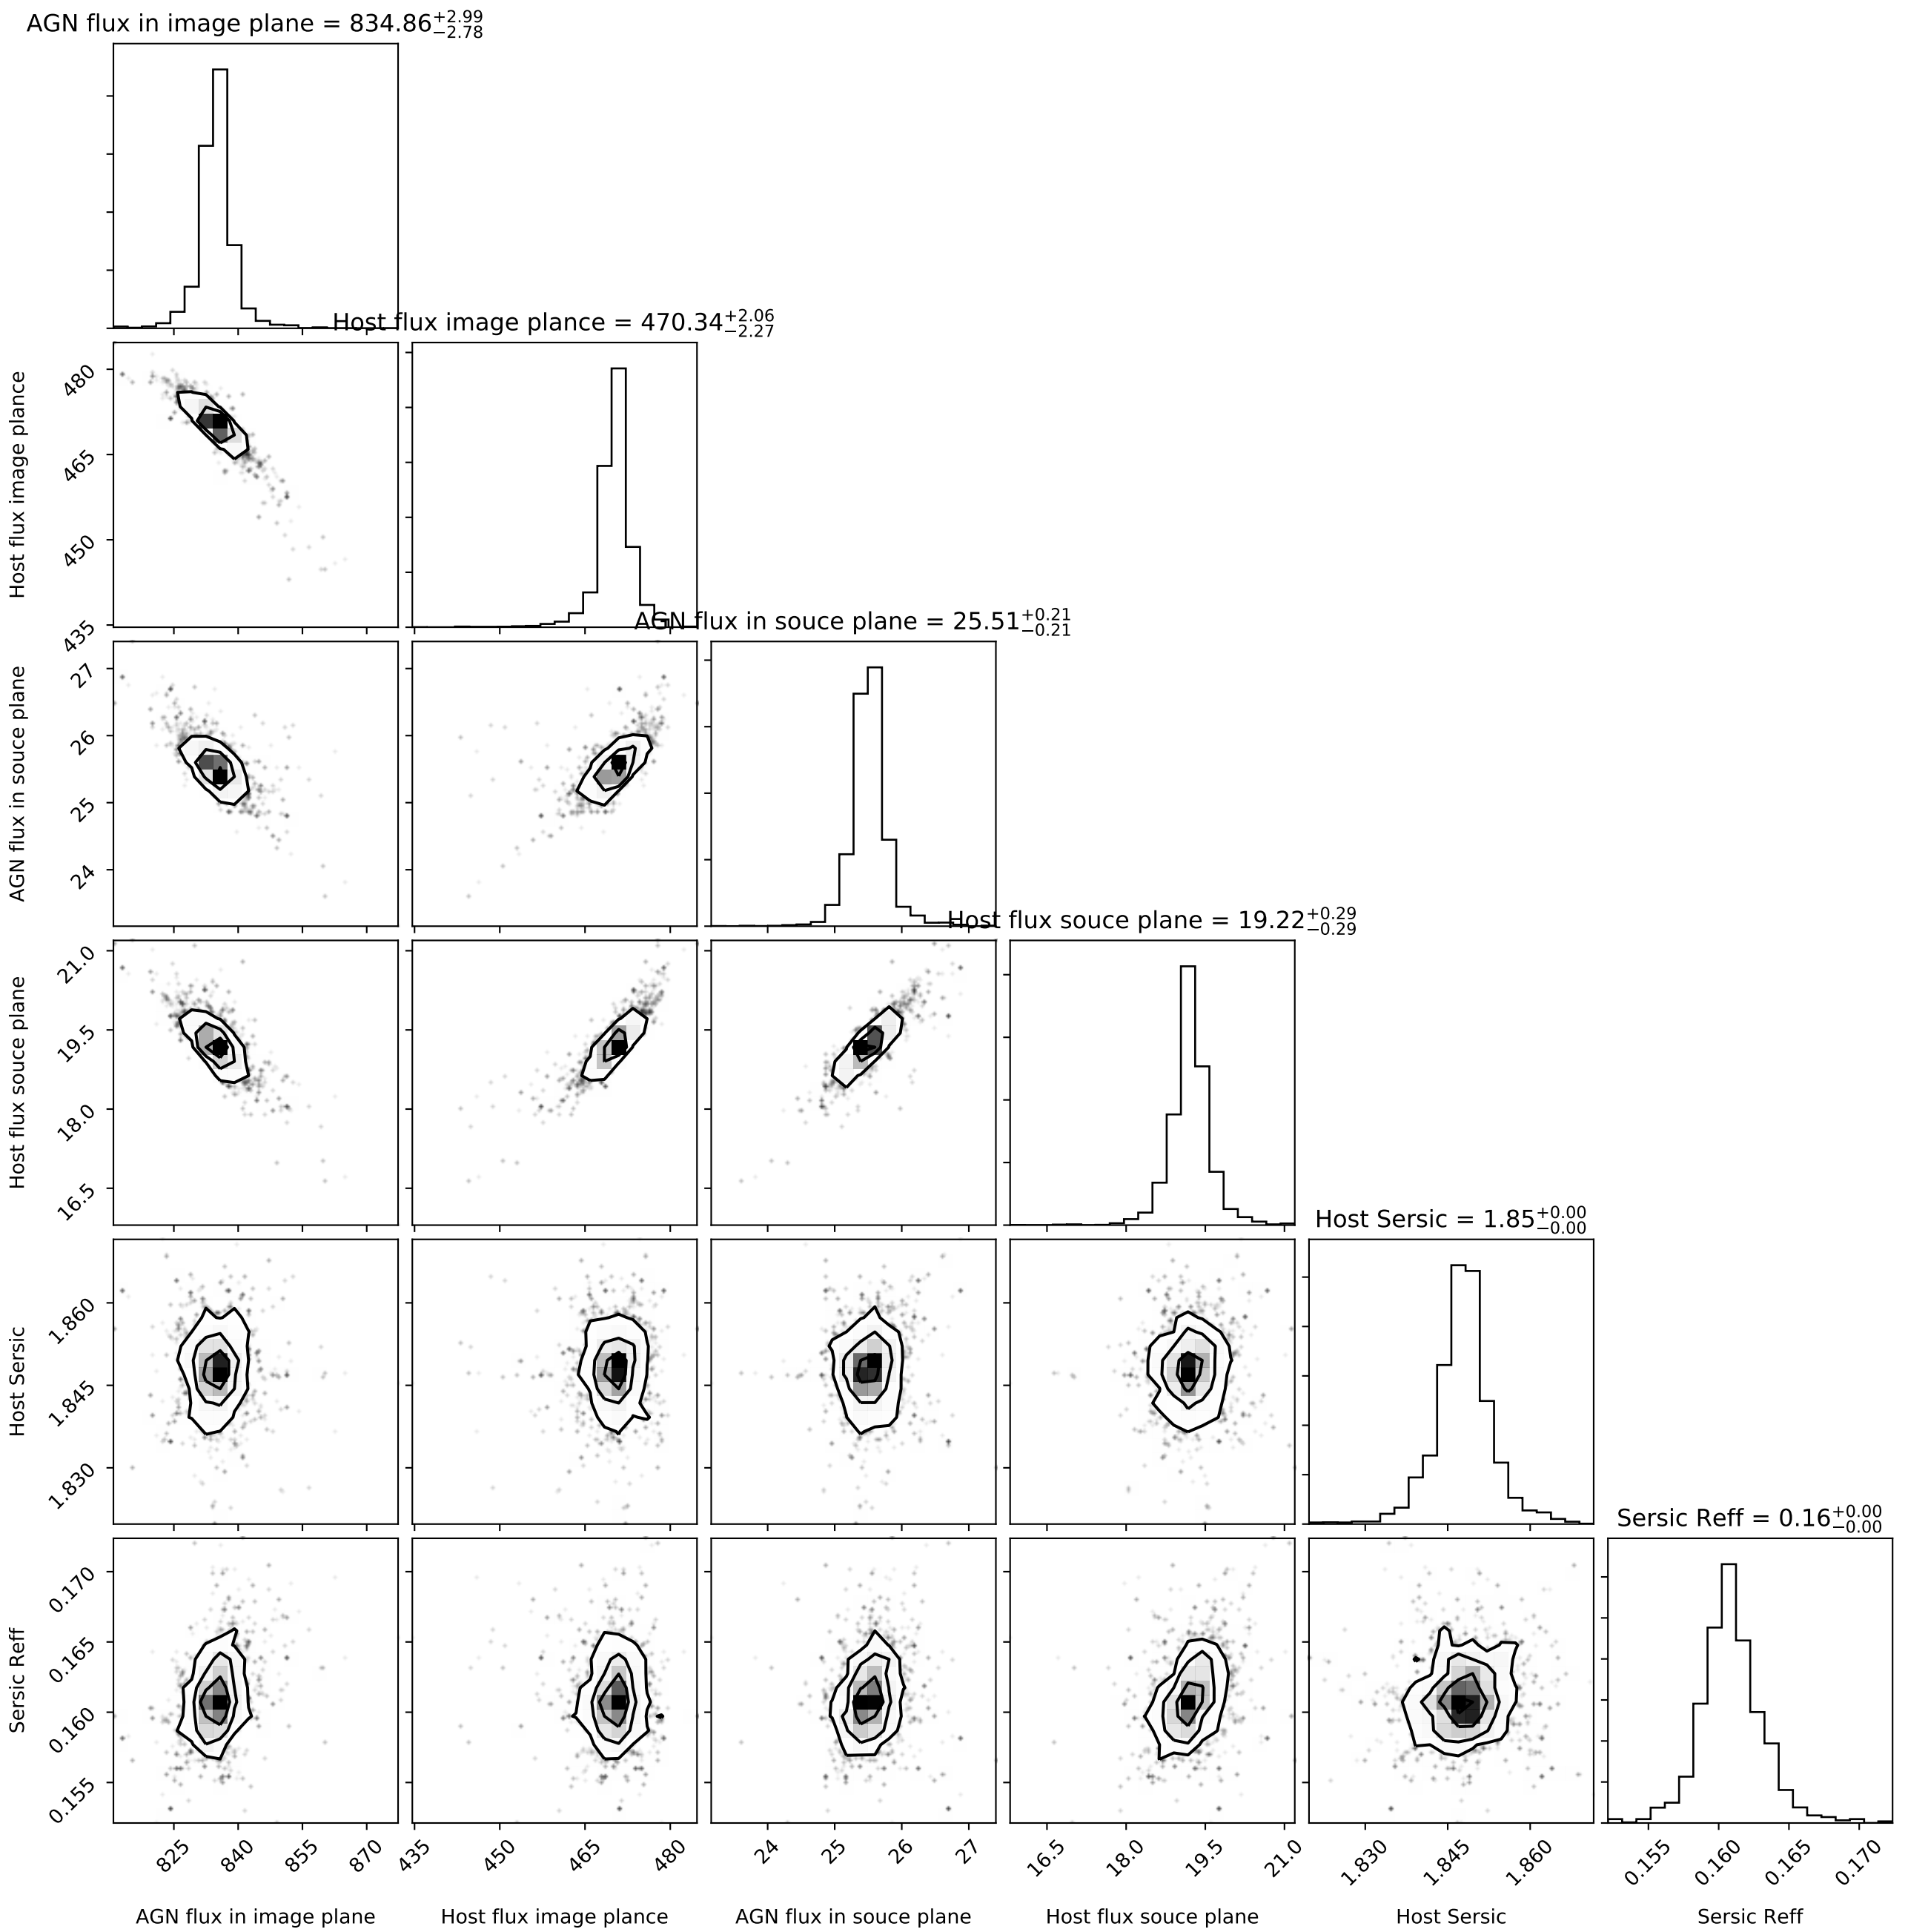 AGN flux in image plane = 834.86+2.99 −2.78
Host flux image plance = 470.34+2.06 −2.27
480
465
450
435
Host flux image plance
AGN flux in souce plane = 25.51+0.21 −0.21
27
26
25
24
AGN flux in souce plane
Host flux souce plane = 19.22+0.29 −0.29
21.0
19.5
18.0
16.5
Host flux souce plane
Host Sersic = 1.85+0.00 −0.00
1.860
1.845
1.830
Host Sersic
Sersic Reff = 0.16+0.00 −0.00
0.170
0.165
0.160
0.155
Sersic Reff
825 840 855 870 435 450 465 480 24 25 26 27 16.5 18.0 19.5 21.0 1.830 1.845 1.860 0.155 0.160 0.165 0.170
AGN flux in image plane Host flux image plance AGN flux in souce plane Host flux souce plane Host Sersic Sersic Reff